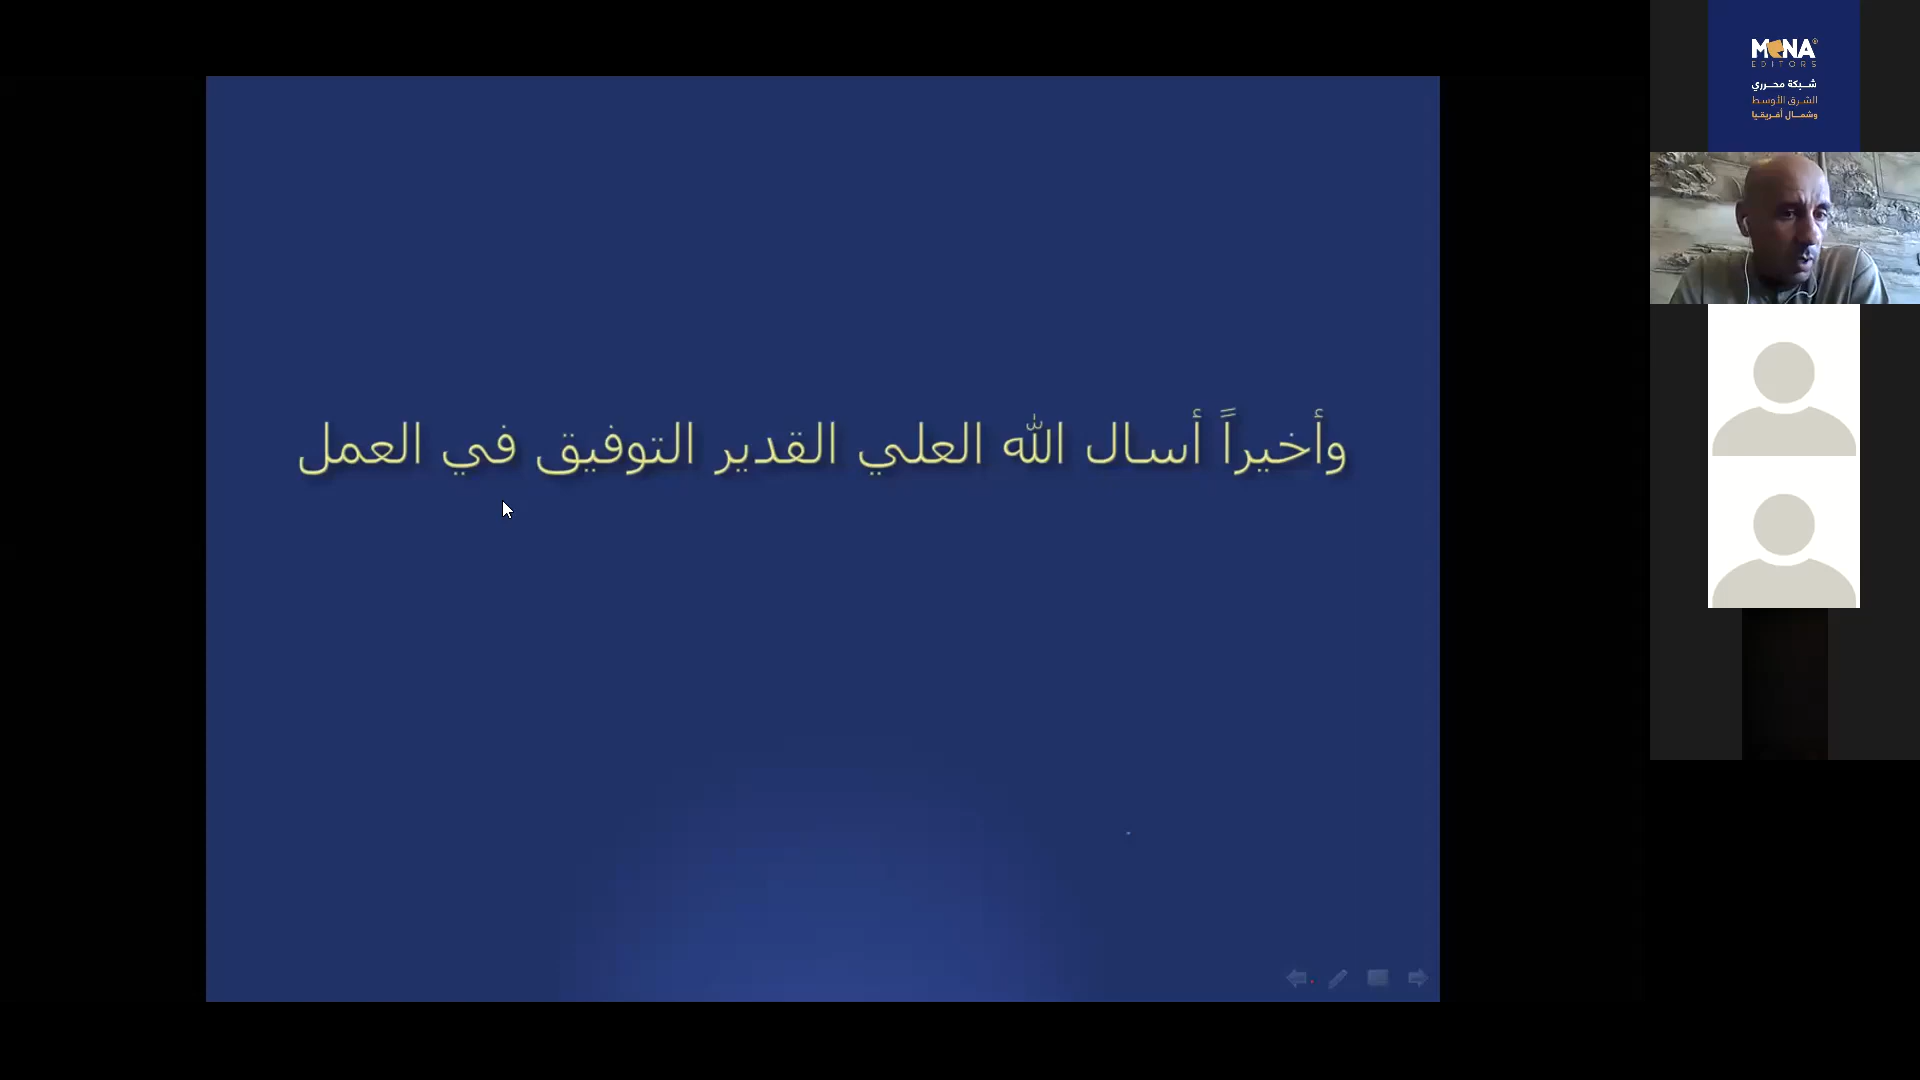 وأخيراً أسال الله العلي القدير التوفيق في العمل
MENA
EDITORS
شبكة محرري
الشرق الأوسط
وشمال أفريقيا